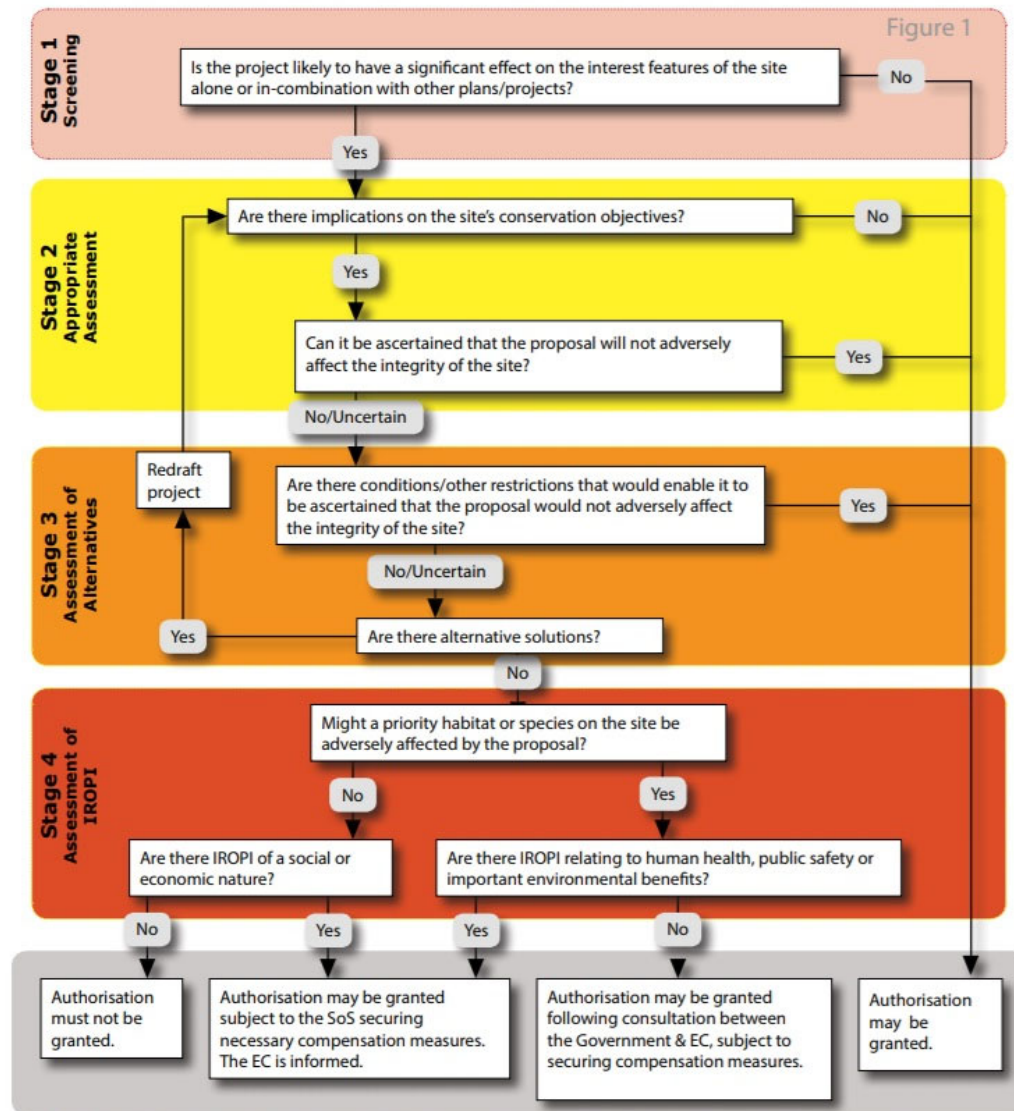 Figure 1
Stage 1
Screening
Is the project likely to have a significant effect on the interest features of the site
alone or in-combination with other plans/projects?
No
Yes
Stage 2
Appropriate
Assessment
Are there implications on the site's conservation objectives?
No
Yes
Can it be ascertained that the proposal will not adversely
affect the integrity of the site?
Yes
No/Uncertain
Stage 3
Assessment of
Alternatives
Redraft
project
Are there conditions/other restrictions that would enable it to
be ascertained that the proposal would not adversely affect
the integrity of the site?
Yes
No/Uncertain
Are there alternative solutions?
Yes
No
Stage 4
Assessment of
IROPI
Might a priority habitat or species on the site be
adversely affected by the proposal?
No
Yes
Are there IROPI of a social or
economic nature?
Are there IROPI relating to human health, public safety or
important environmental benefits?
No
Yes
Yes
No
Authorisation
must not be
granted.
Authorisation may be granted
subject to the SoS securing
necessary compensation measures.
The EC is informed.
Authorisation may be granted
following consultation between
the Government & EC, subject to
securing compensation measures.
Authorisation
may be
granted.